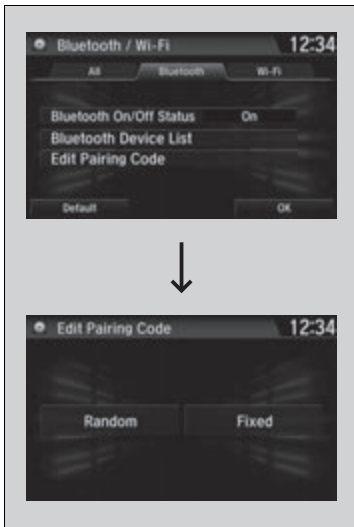 Bluetooth / Wi-Fi 12:34
All Bluetooth Wi-Fi
Bluetooth On/Off Status On
Bluetooth Device List
Edit Pairing Code
Default OK
Edit Pairing Code 12:34
Random Fixed